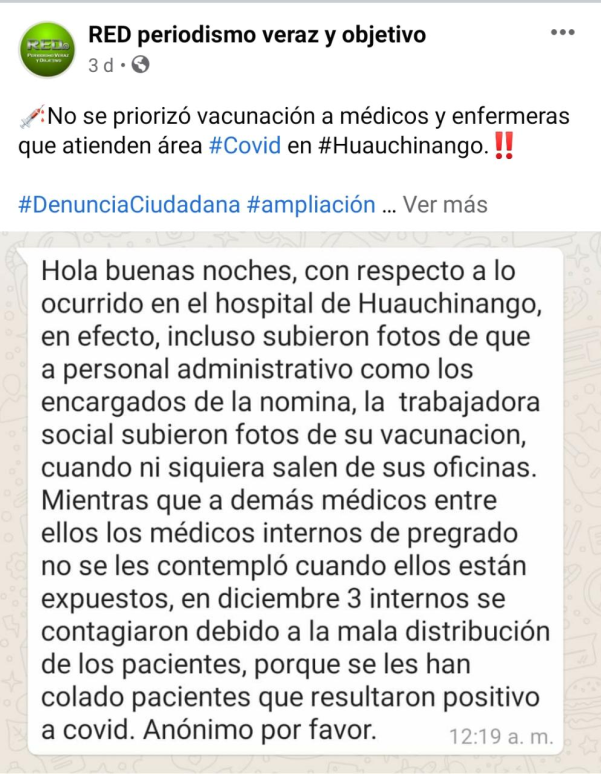 RED periodismo veraz y objetivo
3 d
No se priorizó vacunación a médicos y enfermeras
que atienden área #Covid en #Huauchinango.‼️
#DenunciaCiudadana #ampliación ... Ver más
Hola buenas noches, con respecto a lo
ocurrido en el hospital de Huauchinango,
en efecto, incluso subieron fotos de que
a personal administrativo como los
encargados de la nomina, la trabajadora
social subieron fotos de su vacunacion,
cuando ni siquiera salen de sus oficinas.
Mientras que a demás médicos entre
ellos los médicos internos de pregrado
no se les contempló cuando ellos están
expuestos, en diciembre 3 internos se
contagiaron debido a la mala distribución
de los pacientes, porque se les han
colado pacientes que resultaron positivo
a covid. Anónimo por favor.
12:19 a. m.